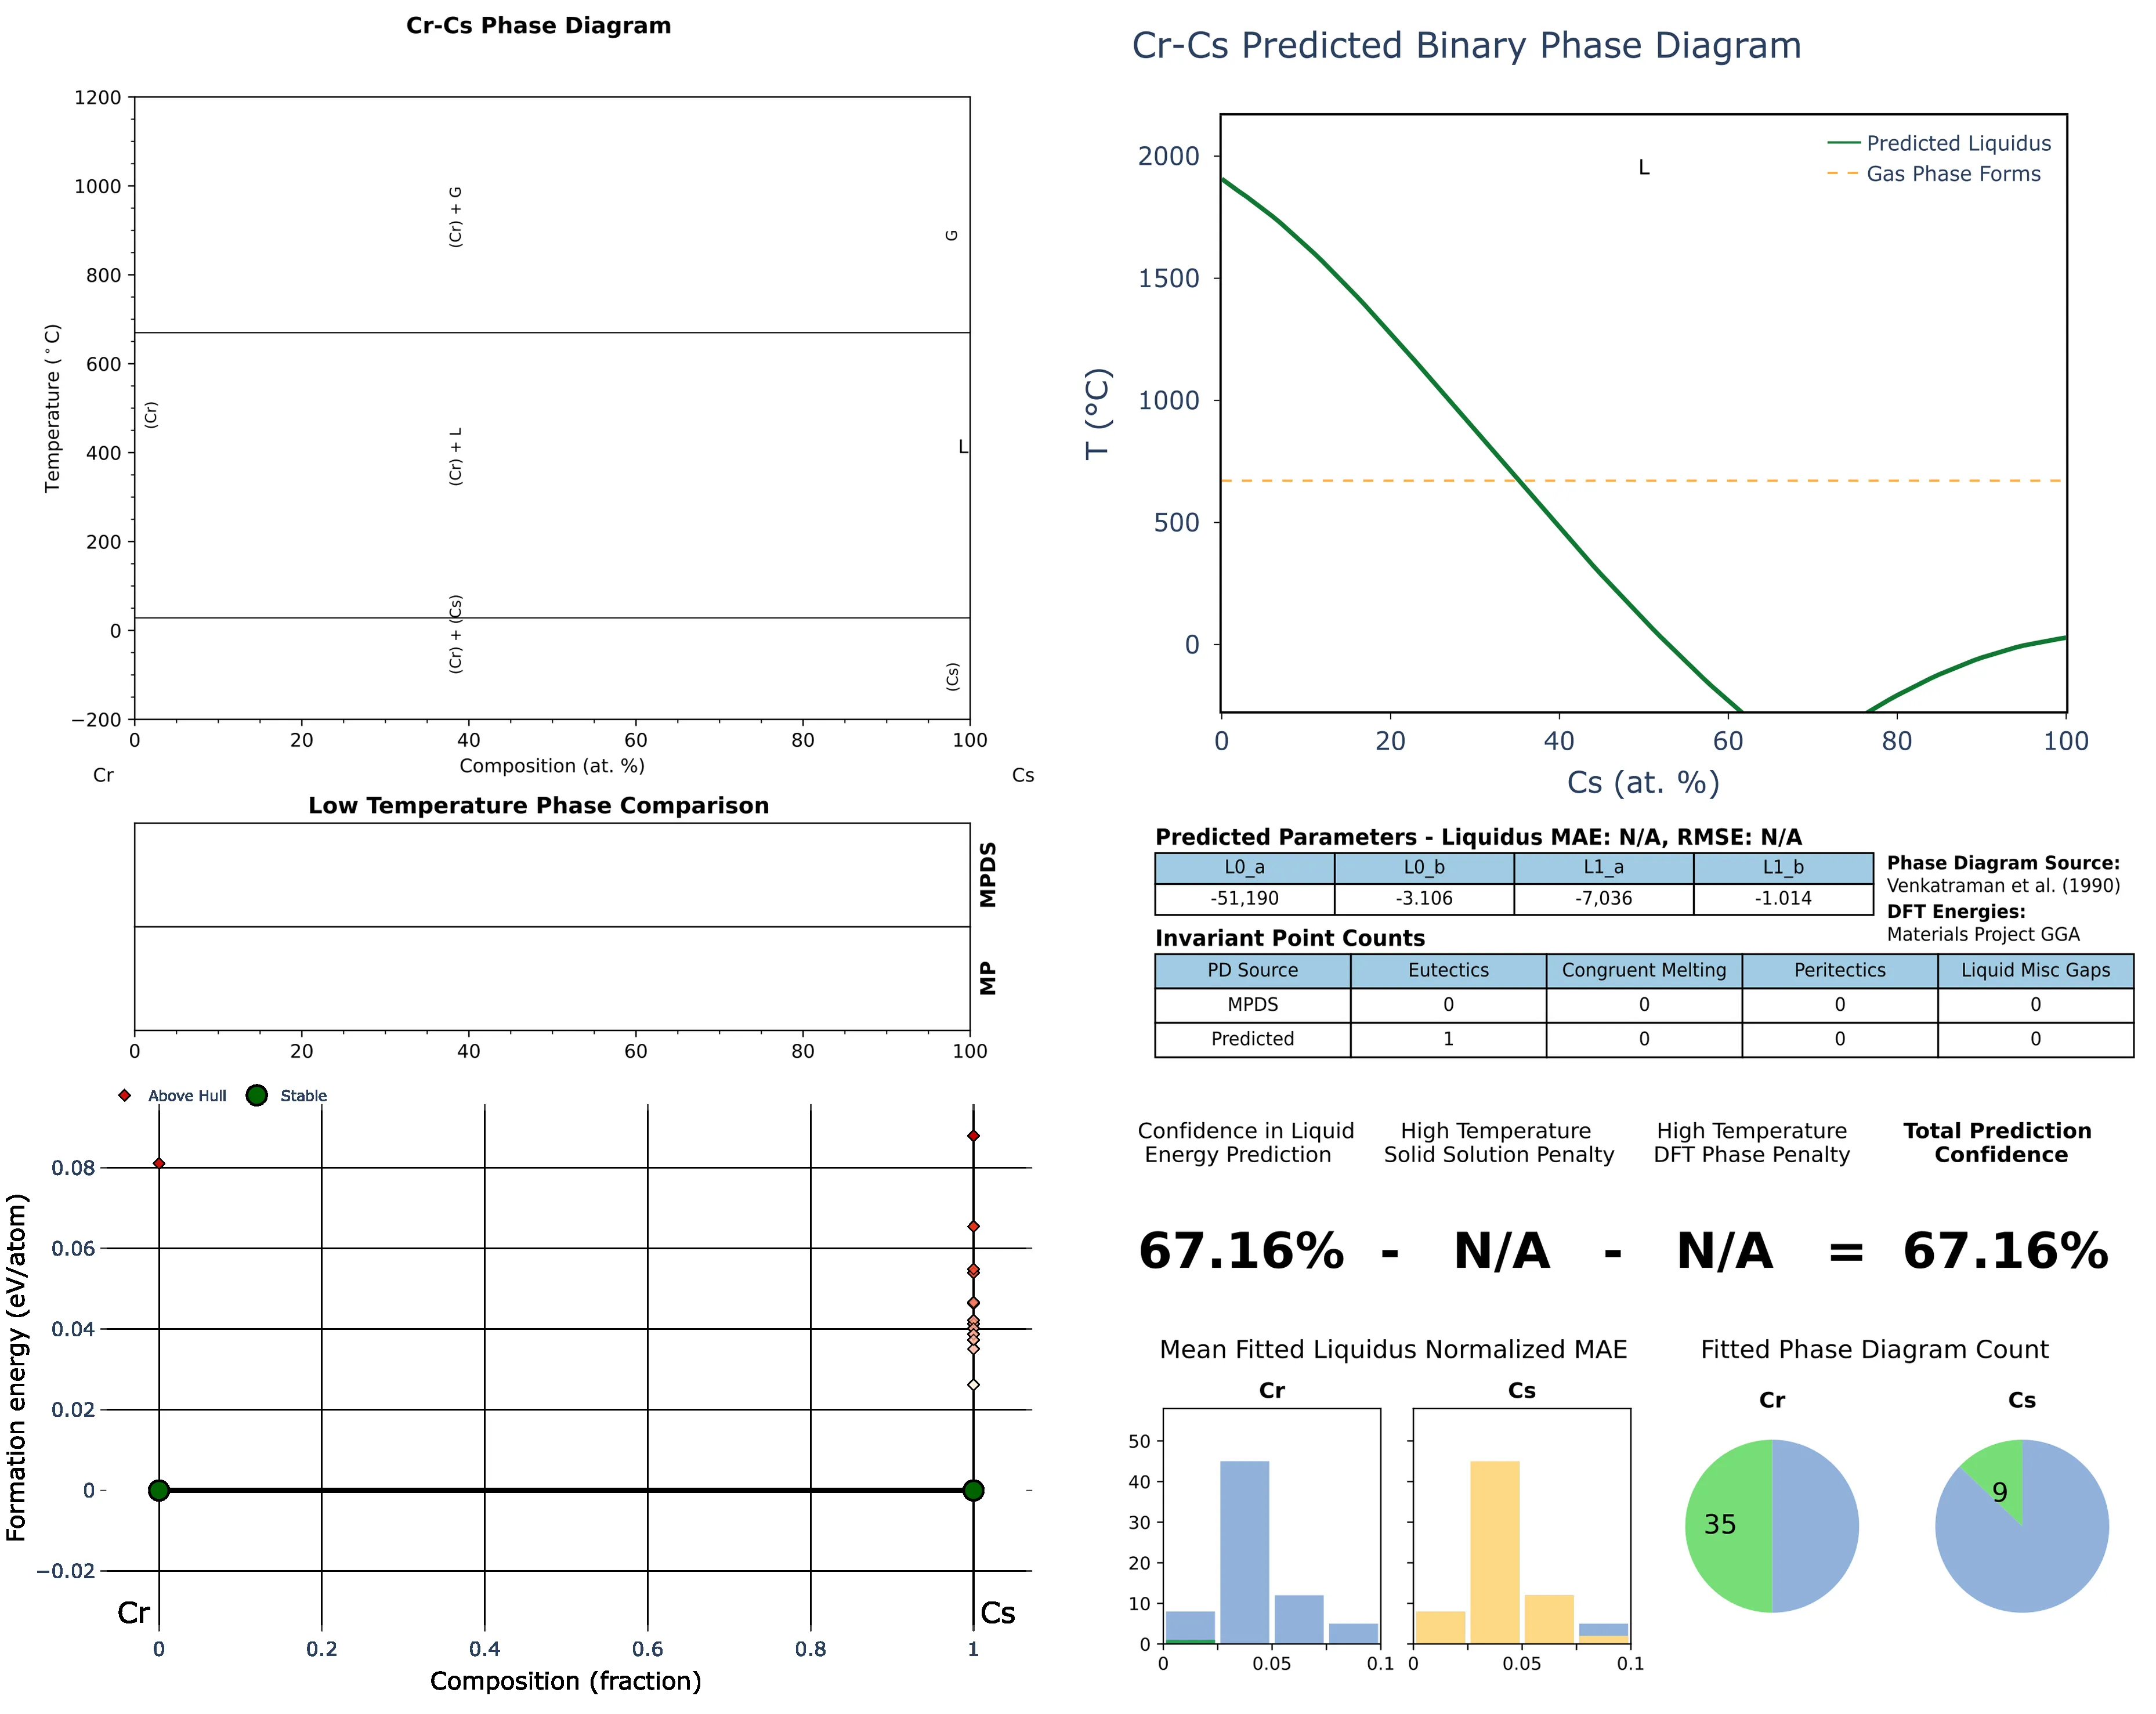 Cr-Cs Phase Diagram
1200
1000
800
600
400
200
0
−200
Temperature (°C)
(Cr) + G
G
(Cr)
(Cr) + L
L
(Cr) + (Cs)
(Cs)
0 20 40 60 80 100
Composition (at. %)
Cr Cs
Low Temperature Phase Comparison
MPDS
MP
0 20 40 60 80 100
Above Hull Stable
0.08
0.06
0.04
0.02
0
−0.02
Formation energy (eV/atom)
Cr Cs
0 0.2 0.4 0.6 0.8 1
Composition (fraction)
Cr-Cs Predicted Binary Phase Diagram
2000
1500
1000
500
0
T (°C)
L
Predicted Liquidus
Gas Phase Forms
0 20 40 60 80 100
Cs (at. %)
Predicted Parameters - Liquidus MAE: N/A, RMSE: N/A
L0_a L0_b L1_a L1_b
-51,190 -3.106 -7,036 -1.014
Phase Diagram Source:
Venkatraman et al. (1990)
DFT Energies:
Materials Project GGA
Invariant Point Counts
PD Source Eutectics Congruent Melting Peritectics Liquid Misc Gaps
MPDS 0 0 0 0
Predicted 1 0 0 0
Confidence in Liquid
Energy Prediction
High Temperature
Solid Solution Penalty
High Temperature
DFT Phase Penalty
Total Prediction
Confidence
67.16% - N/A - N/A = 67.16%
Mean Fitted Liquidus Normalized MAE
Cr Cs
50
40
30
20
10
0
0 0.05 0.1
0 0.05 0.1
Fitted Phase Diagram Count
Cr Cs
35
9